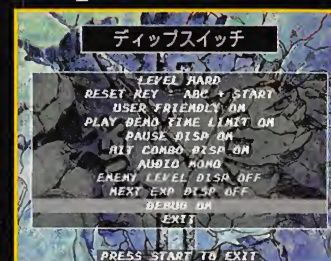 ディップスイッチ
LEVEL HARD
RESET KEY = ABC + START
USER FRIENDLY ON
PLAY DEMO TIME LIMIT ON
PAUSE DISP ON
HIT COMBO DISP ON
AUDIO MONO
ENEMY LEVEL DISP OFF
NEXT EXP DISP OFF
DEBUG ON
EXIT
PRESS START TO EXIT